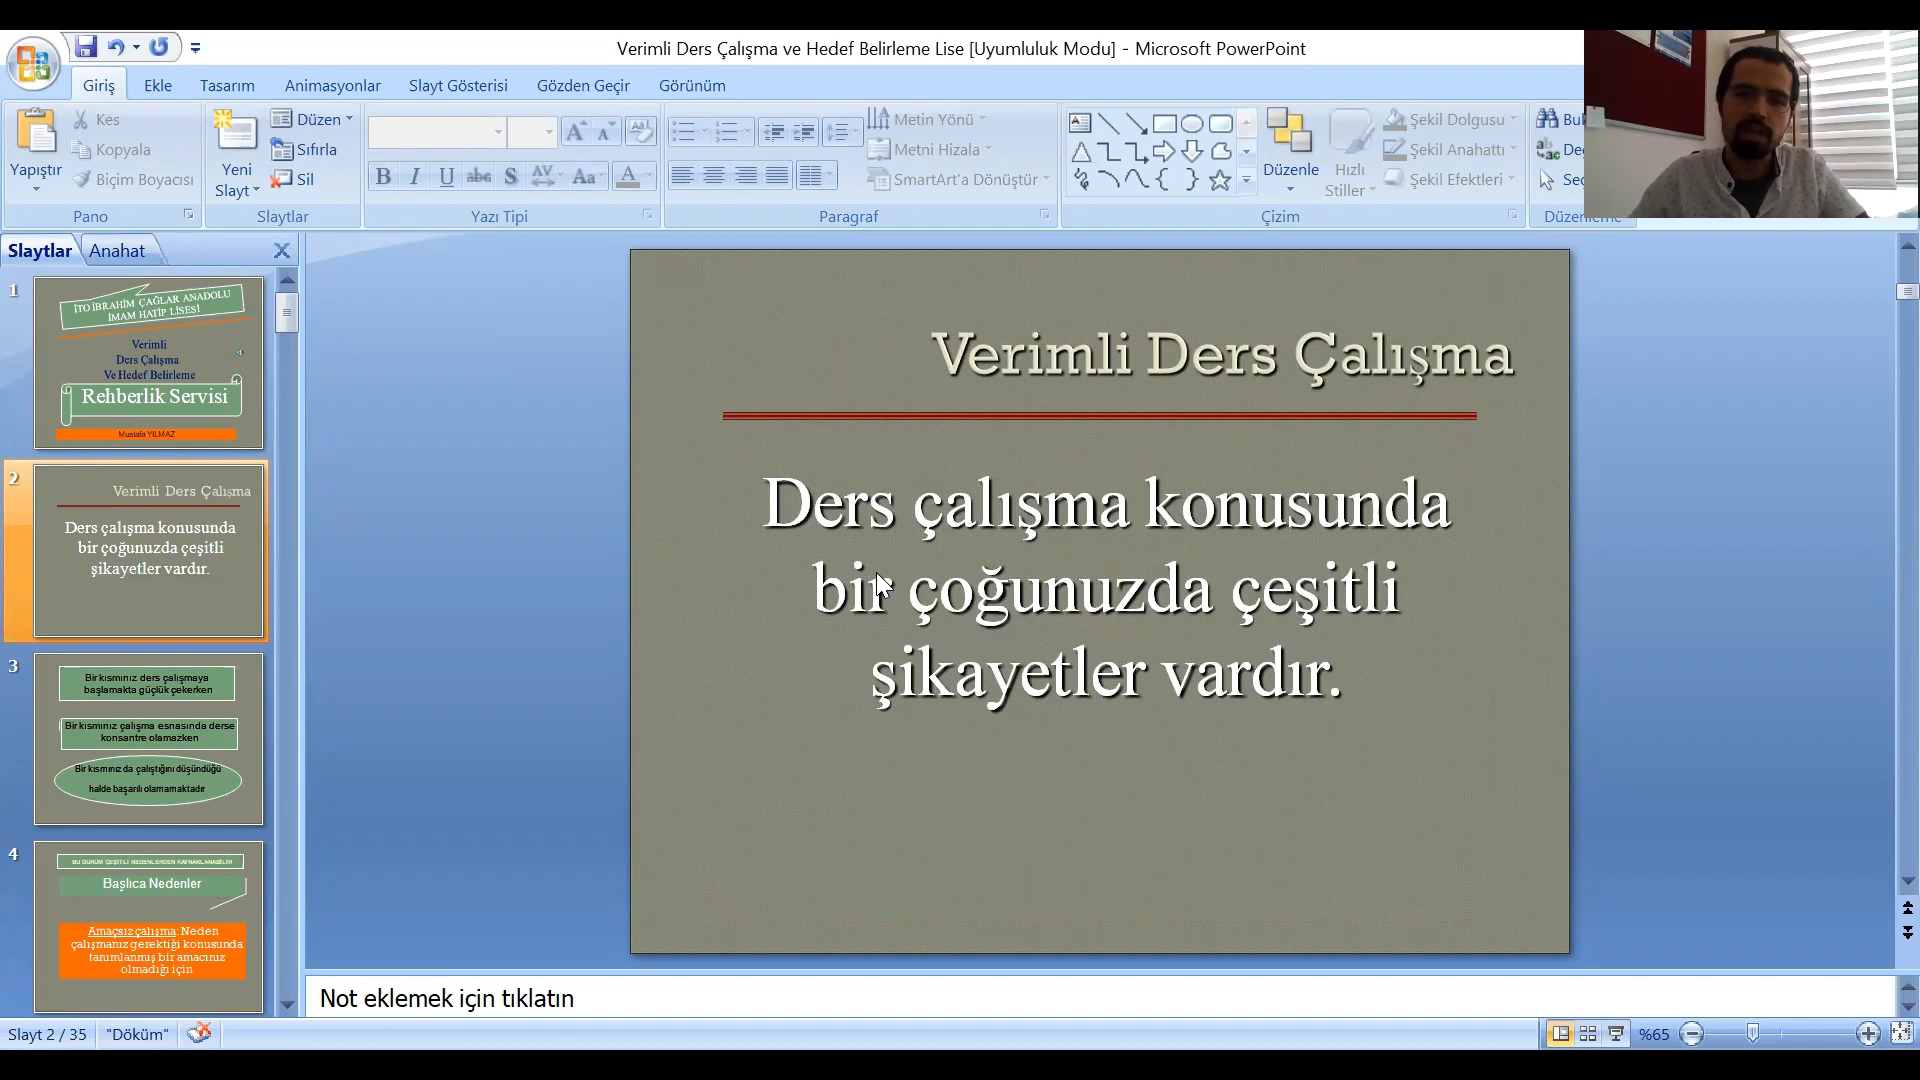 Verimli Ders Çalışma ve Hedef Belirleme Lise [Uyumluluk Modu] - Microsoft PowerPoint
Giriş Ekle Tasarım Animasyonlar Slayt Gösterisi Gözden Geçir Görünüm
Yapıştır
Kes
Kopyala
Biçim Boyacısı
Pano
Yeni
Slayt
Düzen
Sıfırla
Sil
Slaytlar
Yazı Tipi
Metin Yönü
Metni Hizala
SmartArt'a Dönüştür
Paragraf
Düzenle
Hızlı
Stiller
Şekil Dolgusu
Şekil Anahattı
Şekil Efektleri
Çizim
Düzenleme
Slaytlar Anahat
1
İTO İBRAHİM ÇAĞLAR ANADOLU
İMAM HATİP LİSESİ
Verimli
Ders Çalışma
Ve Hedef Belirleme
Rehberlik Servisi
Mustafa YILMAZ
2
Verimli Ders Çalışma
Ders çalışma konusunda
bir çoğunuzda çeşitli
şikayetler vardır.
3
Bir kısmınız ders çalışmaya
başlamakta güçlük çekerken
Bir kısmınız çalışma esnasında derse
konsantre olamazken
Bir kısmınız da çalıştığını düşündüğü
halde başarılı olamamaktadır
4
BU DURUM ÇEŞİTLİ NEDENLERDEN KAYNAKLANABİLİR
Başlıca Nedenler
Amaçsız çalışma: Neden
çalışmanız gerektiği konusunda
tanımlanmış bir amacınız
olmadığı için
Verimli Ders Çalışma
Ders çalışma konusunda
bir çoğunuzda çeşitli
şikayetler vardır.
Not eklemek için tıklatın
Slayt 2 / 35 "Döküm" %65